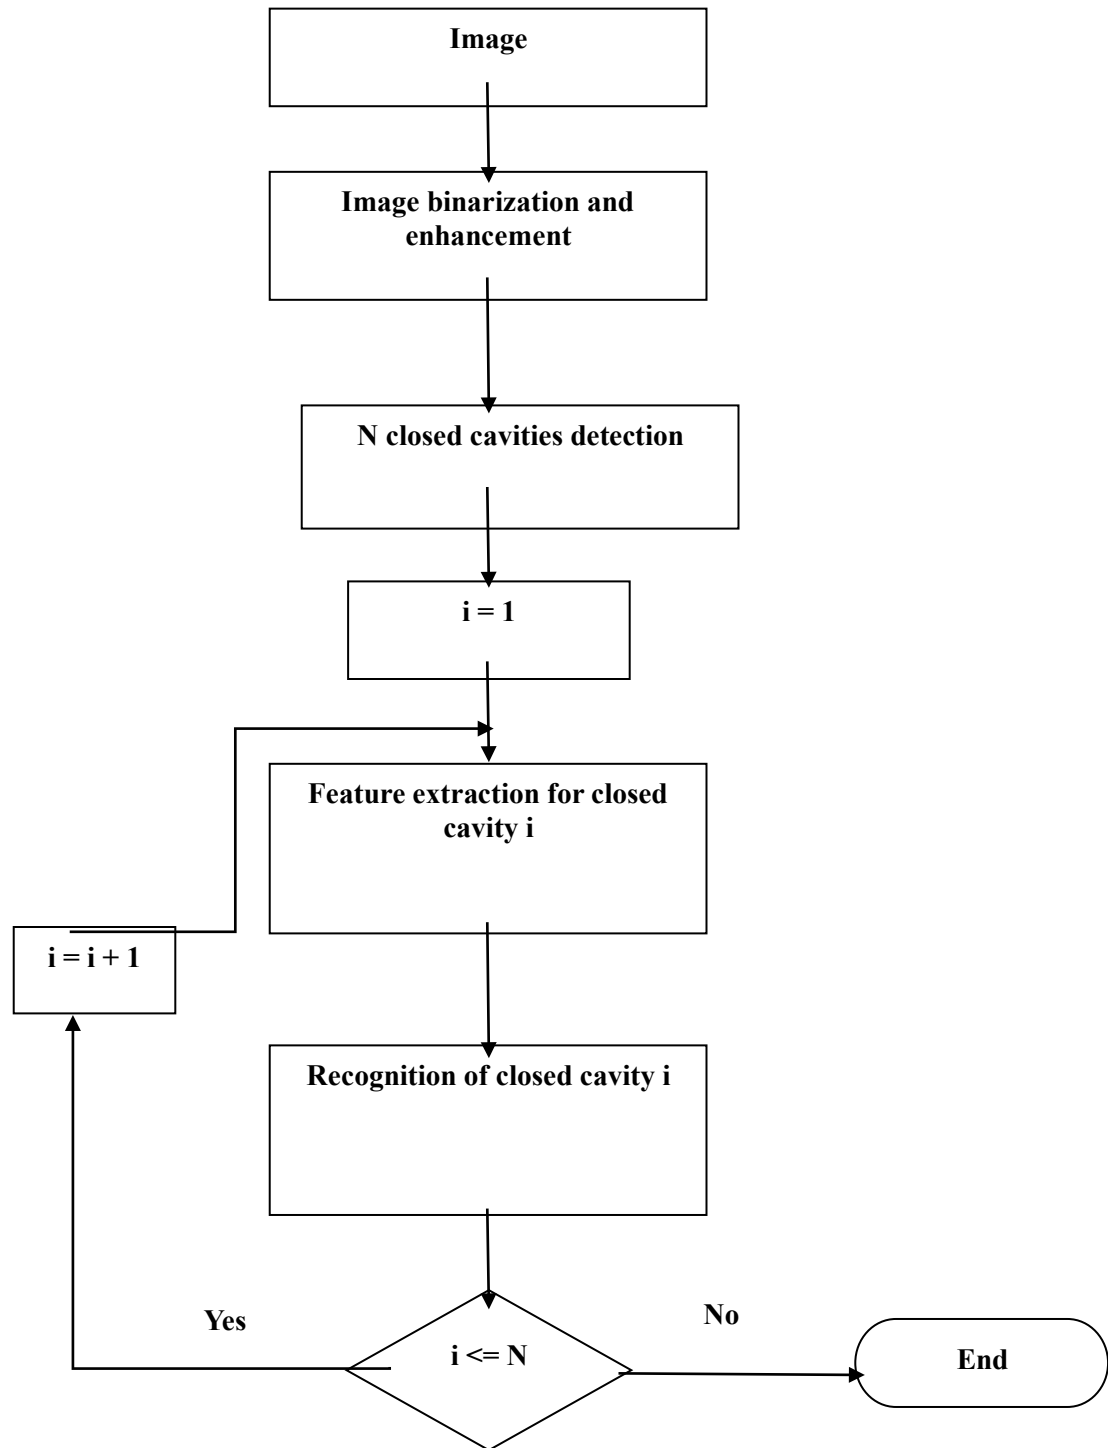 Image
Image binarization and
enhancement
N closed cavities detection
i = 1
Feature extraction for closed
cavity i
i = i + 1
Recognition of closed cavity i
Yes
No
i <= N
End